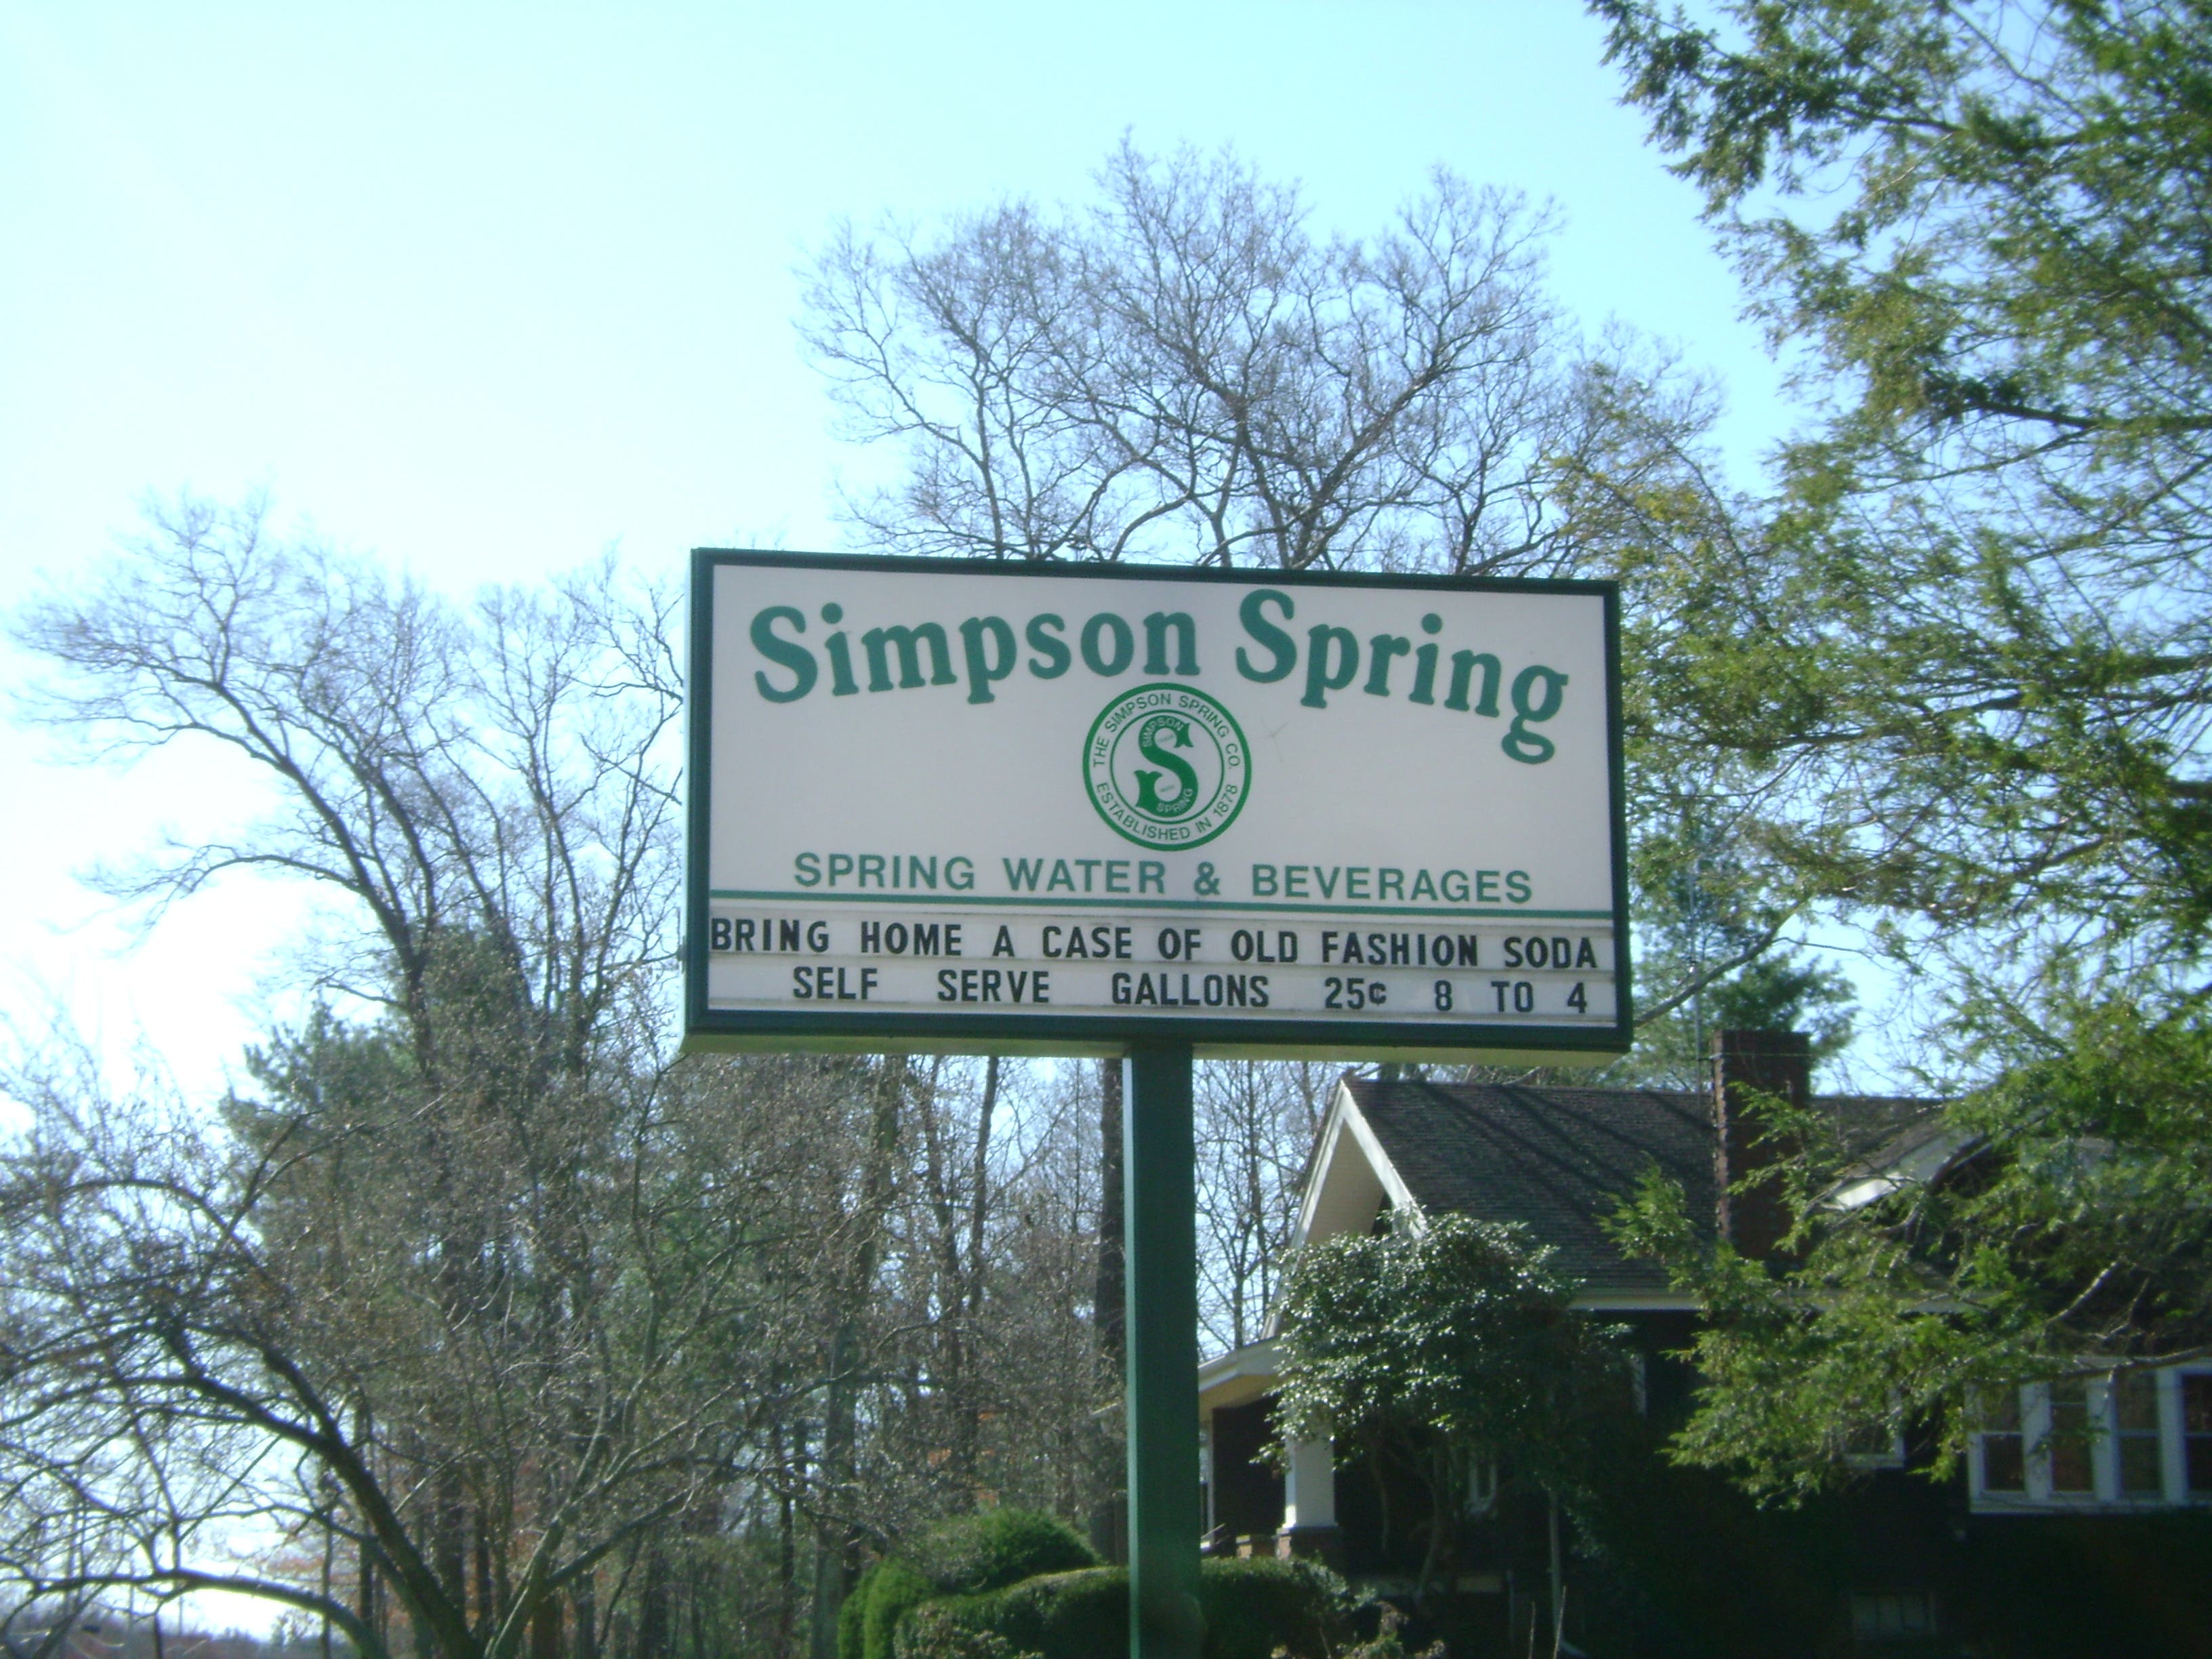 Simpson Spring
THE SIMPSON SPRING CO.
SIMPSON
S
SPRING
ESTABLISHED IN 1878
SPRING WATER & BEVERAGES
BRING HOME A CASE OF OLD FASHION SODA
SELF SERVE GALLONS 25¢ 8 TO 4